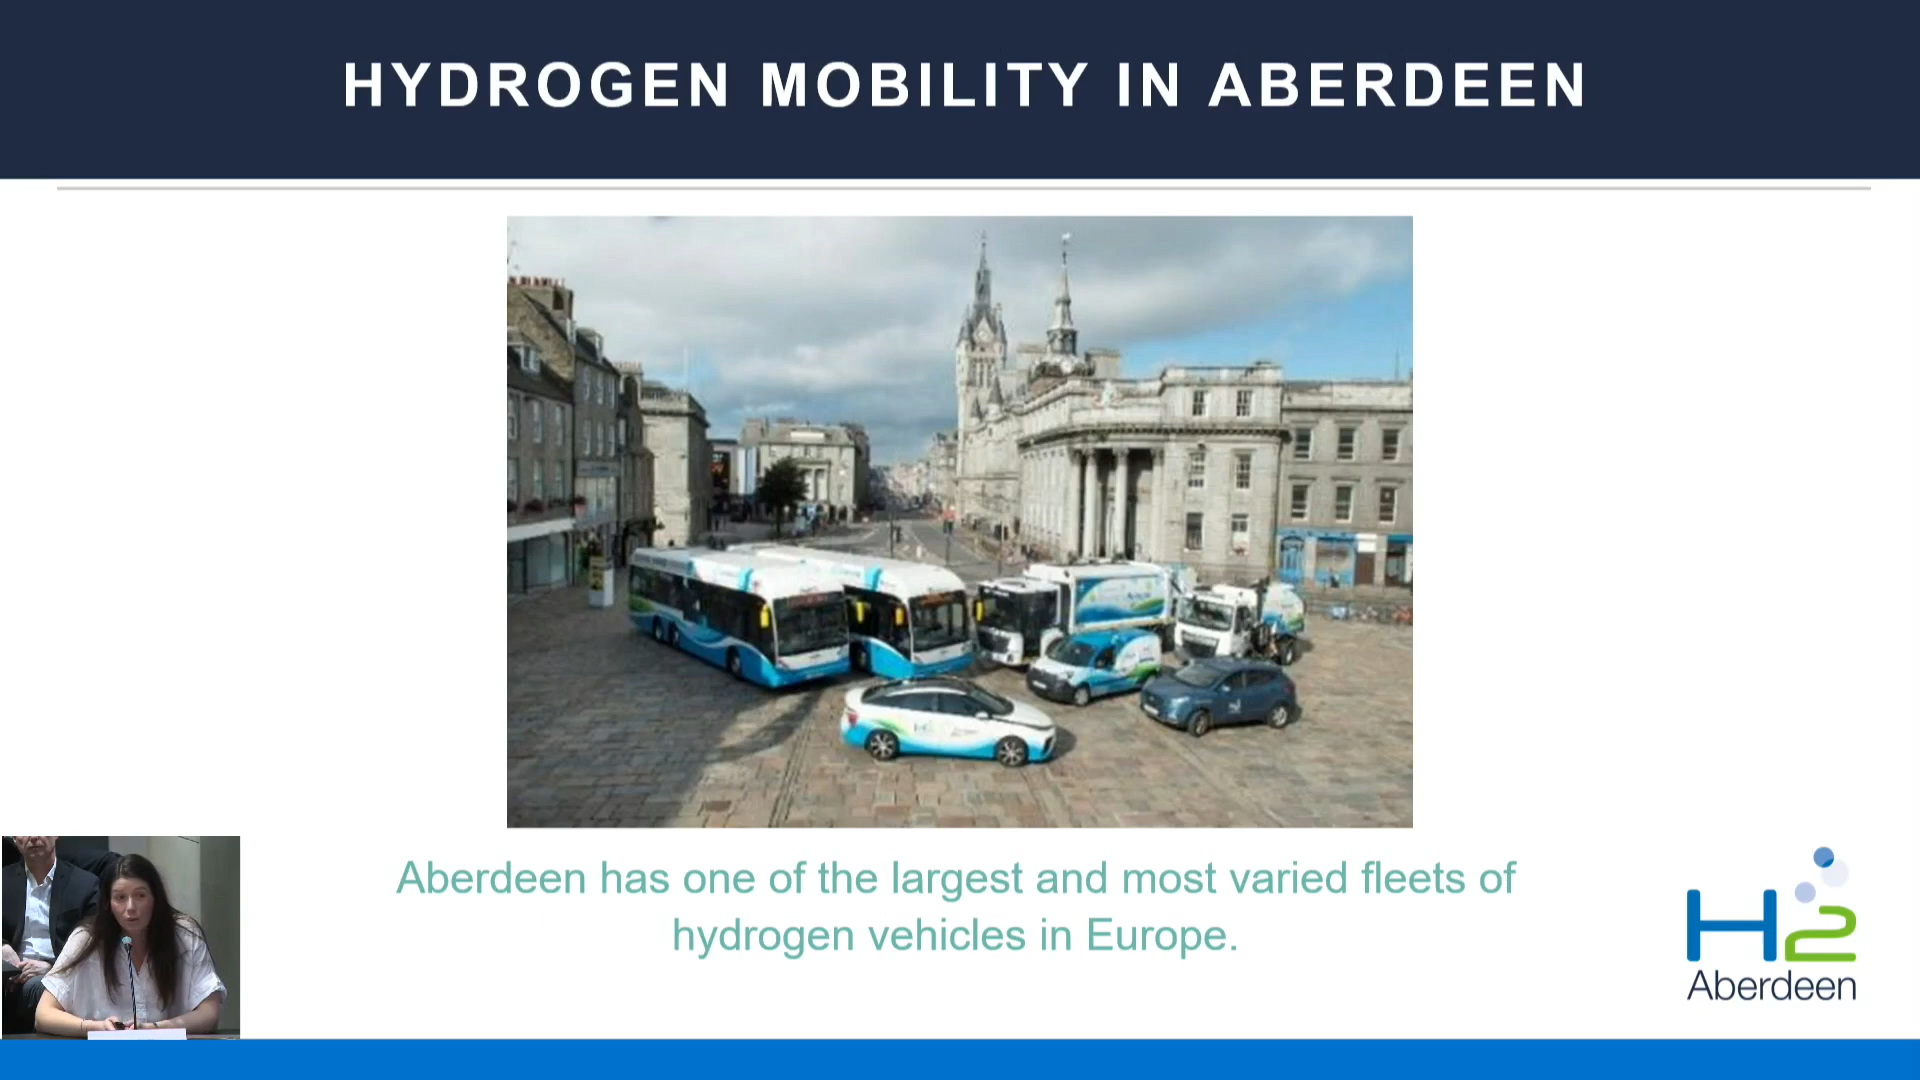 HYDROGEN MOBILITY IN ABERDEEN
Aberdeen has one of the largest and most varied fleets of
hydrogen vehicles in Europe.
H2
Aberdeen